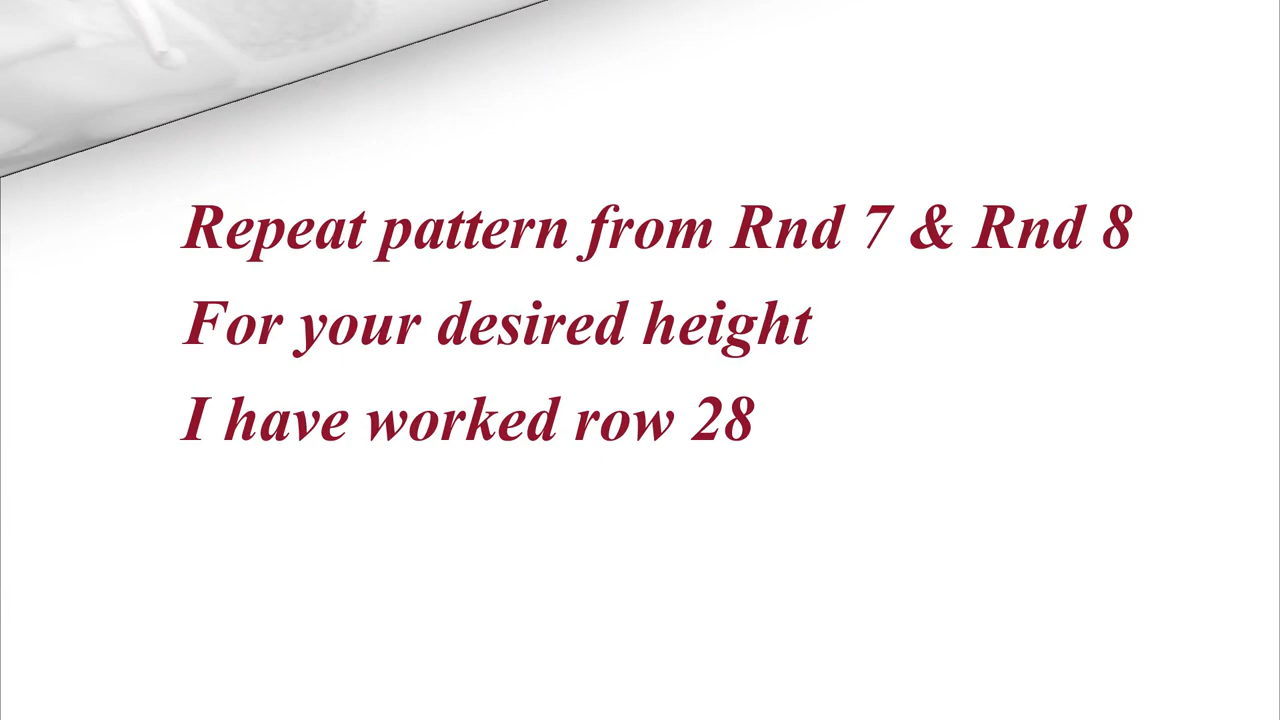 Repeat pattern from Rnd 7 & Rnd 8
For your desired height
I have worked row 28